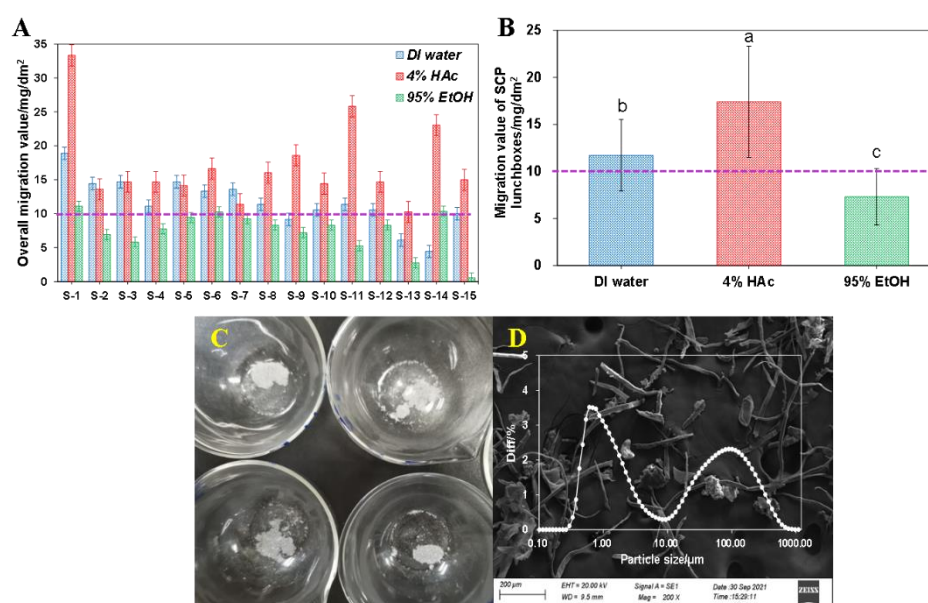 A
Overall migration value/mg/dm²
35
30
25
20
15
10
5
0
DI water
4% HAc
95% EtOH
S-1 S-2 S-3 S-4 S-5 S-6 S-7 S-8 S-9 S-10 S-11 S-12 S-13 S-14 S-15
B
Migration value of SCP
lunchboxes/mg/dm²
25
20
15
10
5
0
b
a
c
DI water 4% HAc 95% EtOH
C
D
Diff/%
5
4
3
2
1
0
0.10 1.00 10.00 100.00 1000.00
Particle size/μm
200 μm
EHT = 20.00 kV Signal A = SE1 Date :30 Sep 2021
WD = 9.5 mm Mag = 200 X Time :15:29:11
ZEISS